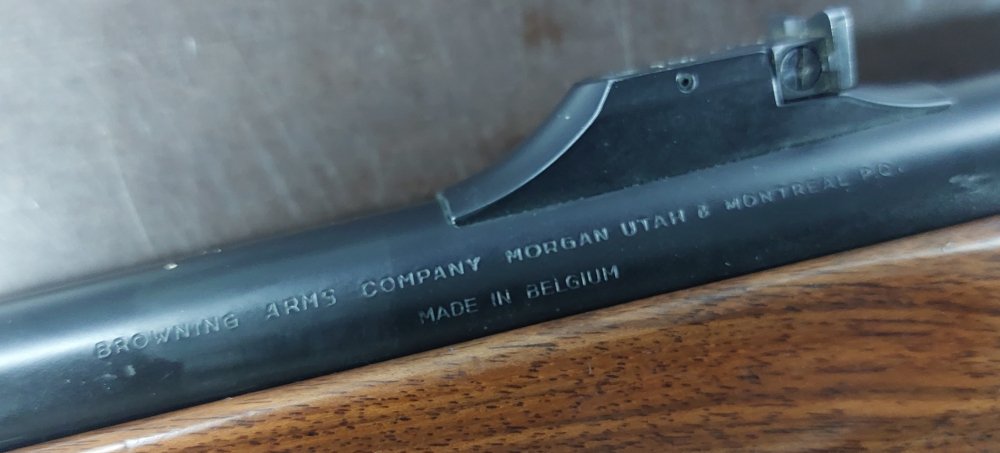 BROWNING ARMS COMPANY MORGAN UTAH & MONTREAL P.Q.
MADE IN BELGIUM